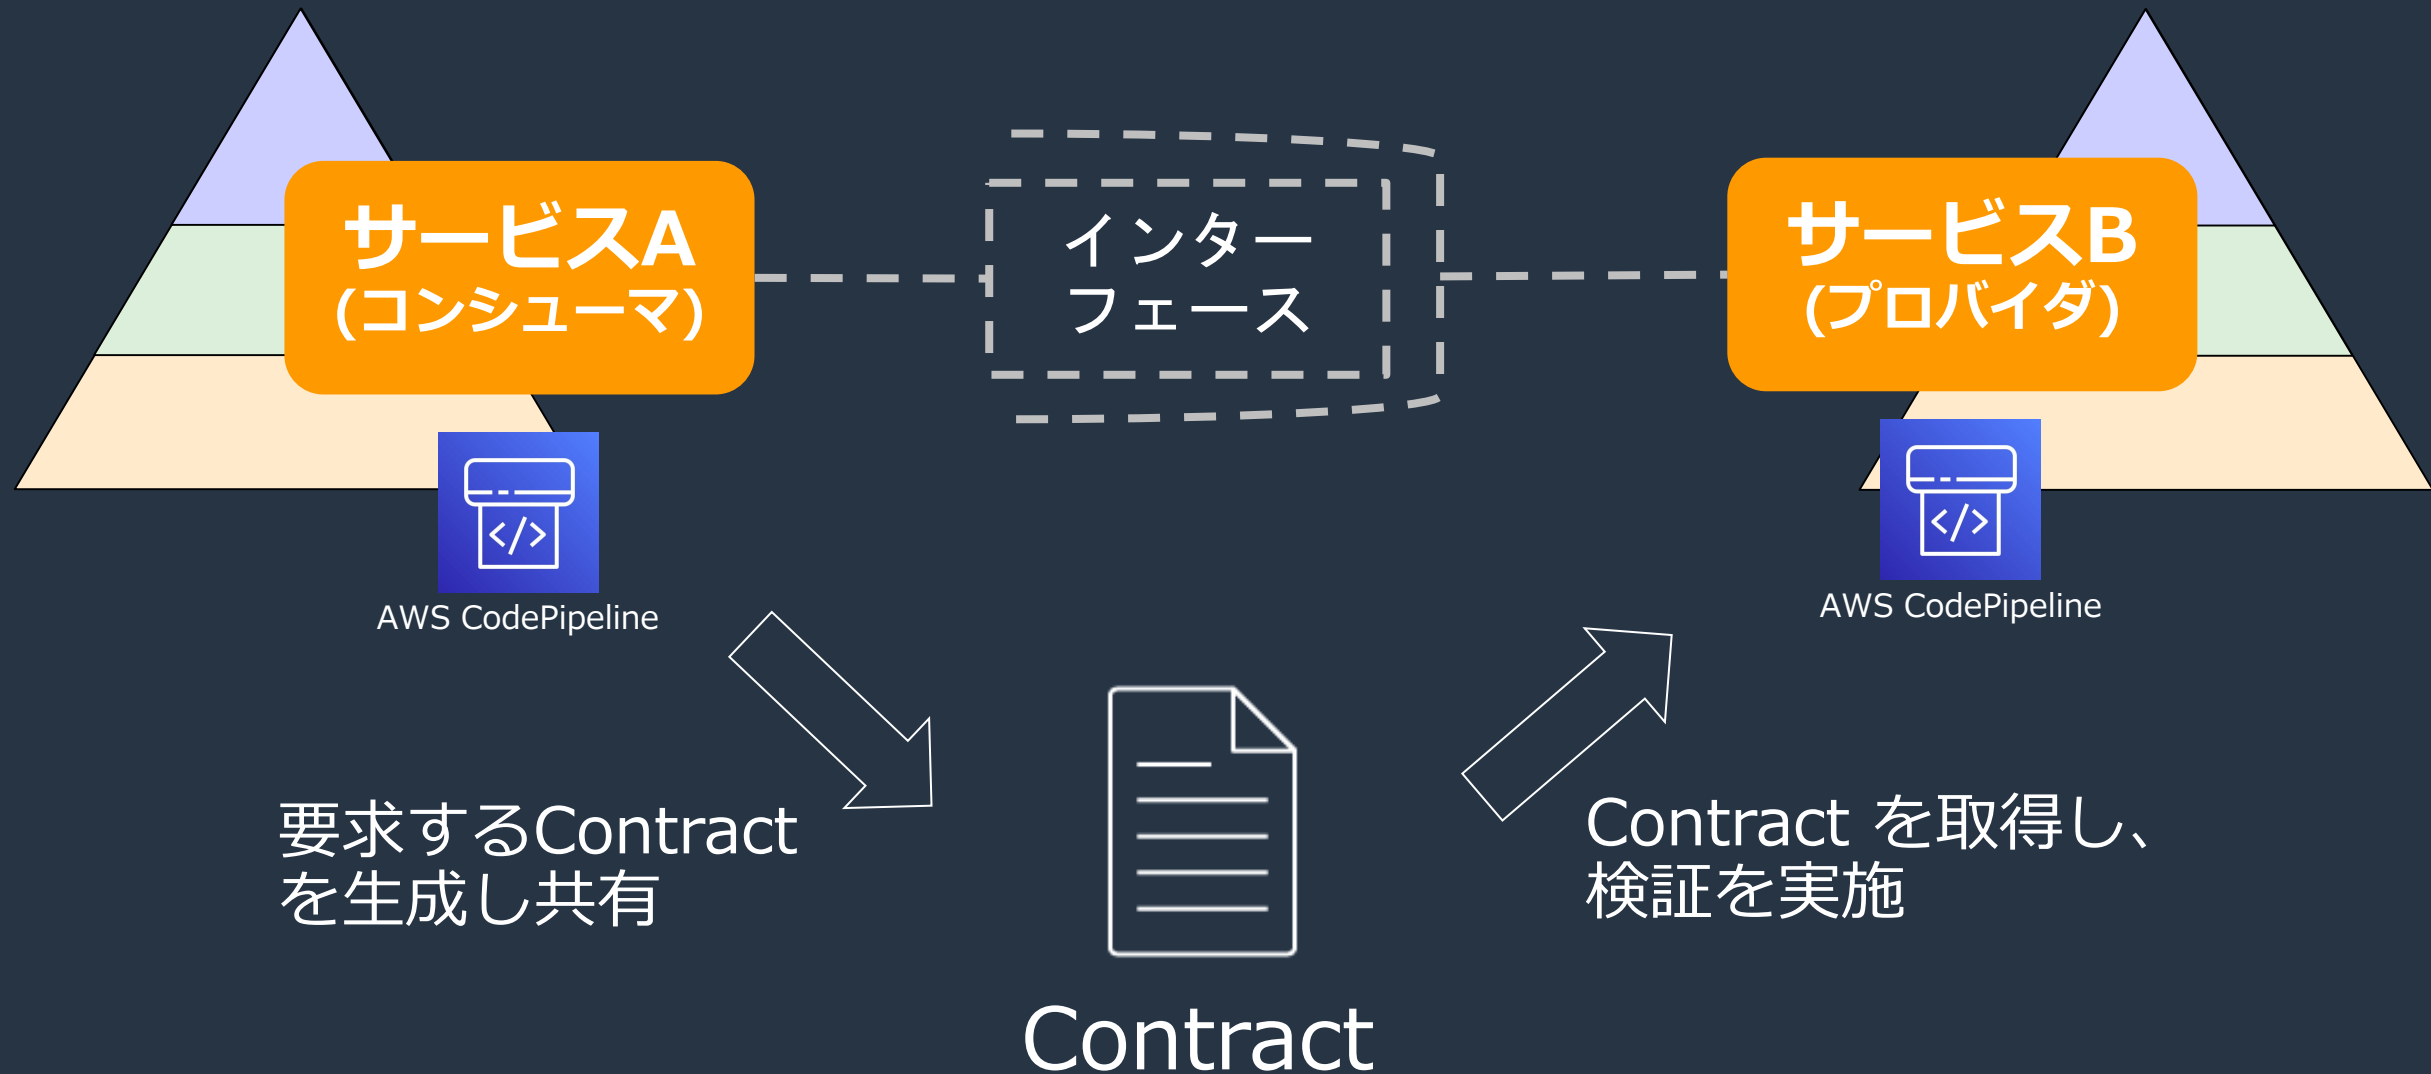 サービスA
(コンシューマ)
インター
フェース
サービスB
(プロバイダ)
AWS CodePipeline
AWS CodePipeline
要求するContract
を生成し共有
Contract を取得し、
検証を実施
Contract